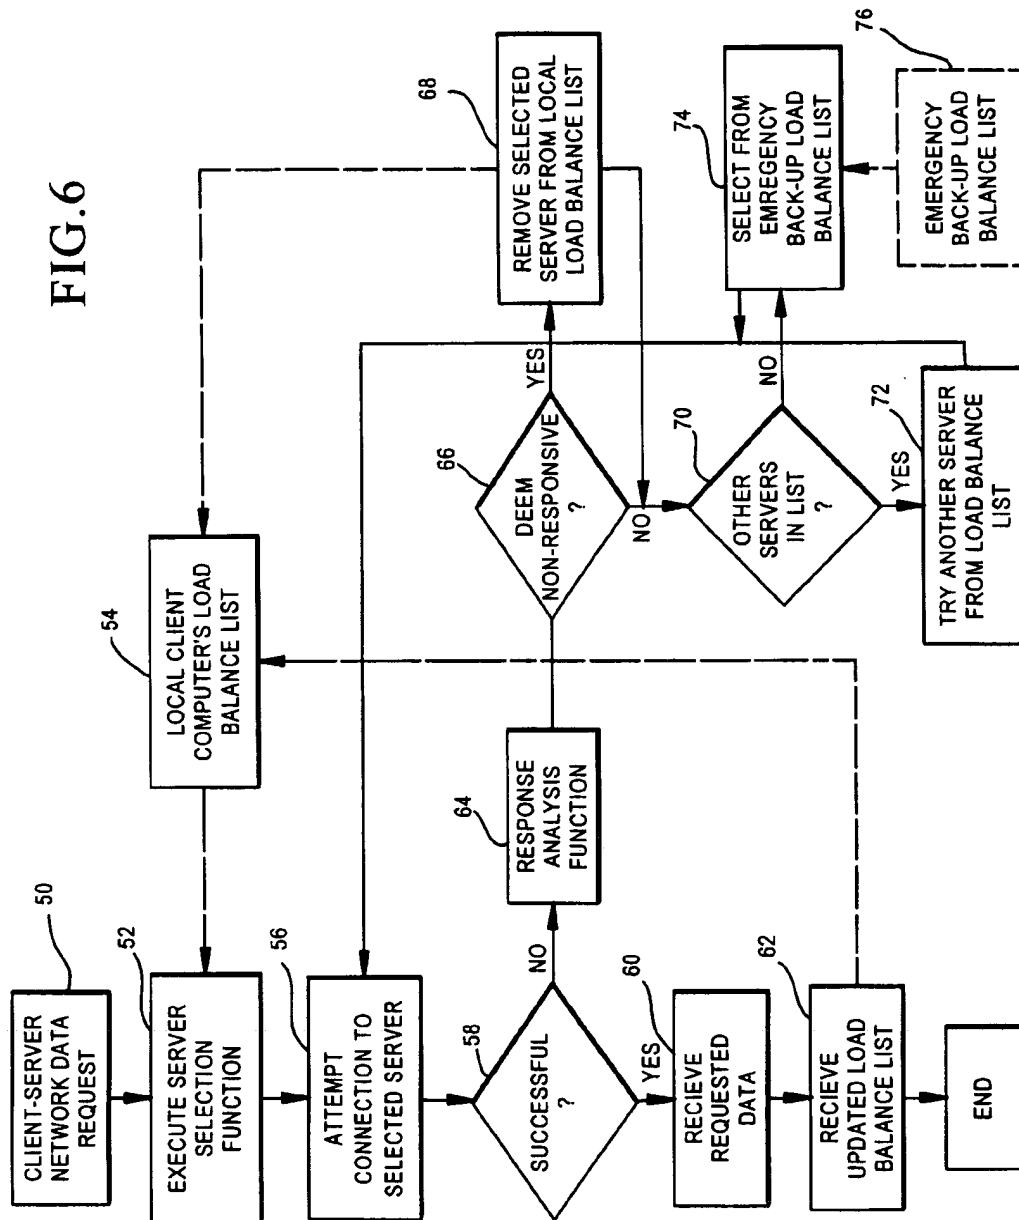 FIG.6
50
CLIENT-SERVER
NETWORK DATA
REQUEST
52
EXECUTE SERVER
SELECTION
FUNCTION
54
LOCAL CLIENT
COMPUTER'S LOAD
BALANCE LIST
56
ATTEMPT
CONNECTION TO
SELECTED SERVER
58
SUCCESSFUL
?
NO
YES
60
RECIEVE
REQUESTED
DATA
62
RECIEVE
UPDATED LOAD
BALANCE LIST
END
64
RESPONSE
ANALYSIS
FUNCTION
66
DEEM
NON-RESPONSIVE
?
YES
NO
68
REMOVE SELECTED
SERVER FROM LOCAL
LOAD BALANCE LIST
70
OTHER
SERVERS
IN LIST
?
NO
YES
72
TRY ANOTHER SERVER
FROM LOAD BALANCE
LIST
74
SELECT FROM
EMREGENCY
BACK-UP LOAD
BALANCE LIST
76
EMERGENCY
BACK-UP LOAD
BALANCE LIST